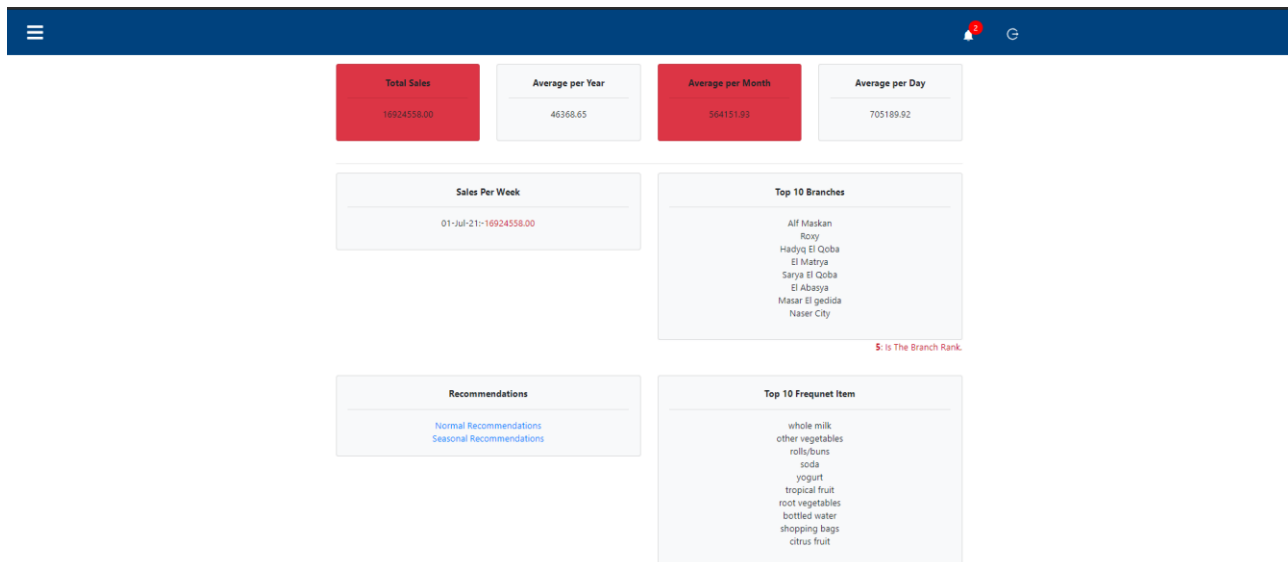 2
Total Sales
16924558.00
Average per Year
46368.65
Average per Month
564151.93
Average per Day
705189.92
Sales Per Week
01-Jul-21:-16924558.00
Top 10 Branches
Alf Maskan
Roxy
Hadyq El Qoba
El Matrya
Sarya El Qoba
El Abasya
Masar El gedida
Naser City
5: Is The Branch Rank.
Recommendations
Normal Recommendations
Seasonal Recommendations
Top 10 Frequnet Item
whole milk
other vegetables
rolls/buns
soda
yogurt
tropical fruit
root vegetables
bottled water
shopping bags
citrus fruit